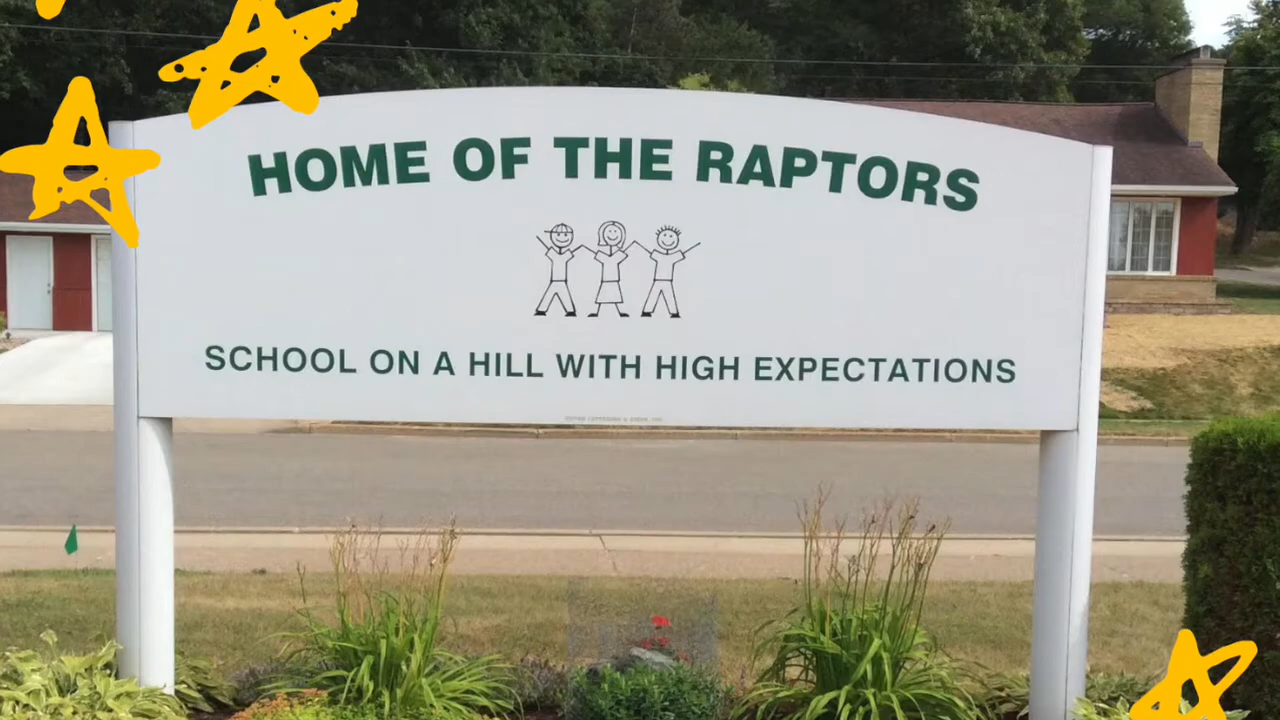 HOME OF THE RAPTORS
SCHOOL ON A HILL WITH HIGH EXPECTATIONS